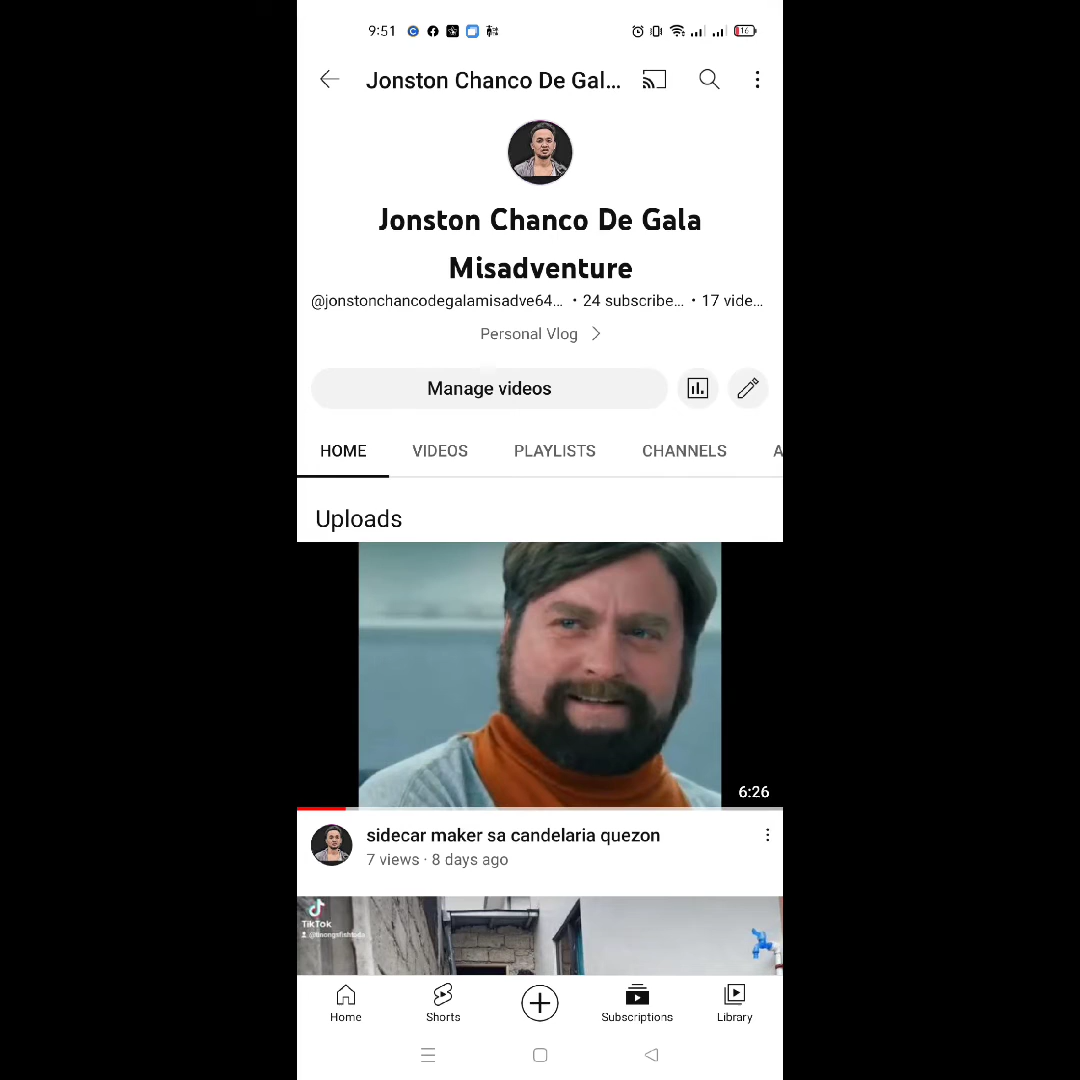 9:51
16
Jonston Chanco De Gal...
Jonston Chanco De Gala
Misadventure
@jonstonchancodegalamisadve64... · 24 subscribe... · 17 vide...
Personal Vlog
Manage videos
HOME VIDEOS PLAYLISTS CHANNELS A
Uploads
6:26
sidecar maker sa candelaria quezon
7 views · 8 days ago
TikTok
Home Shorts Subscriptions Library